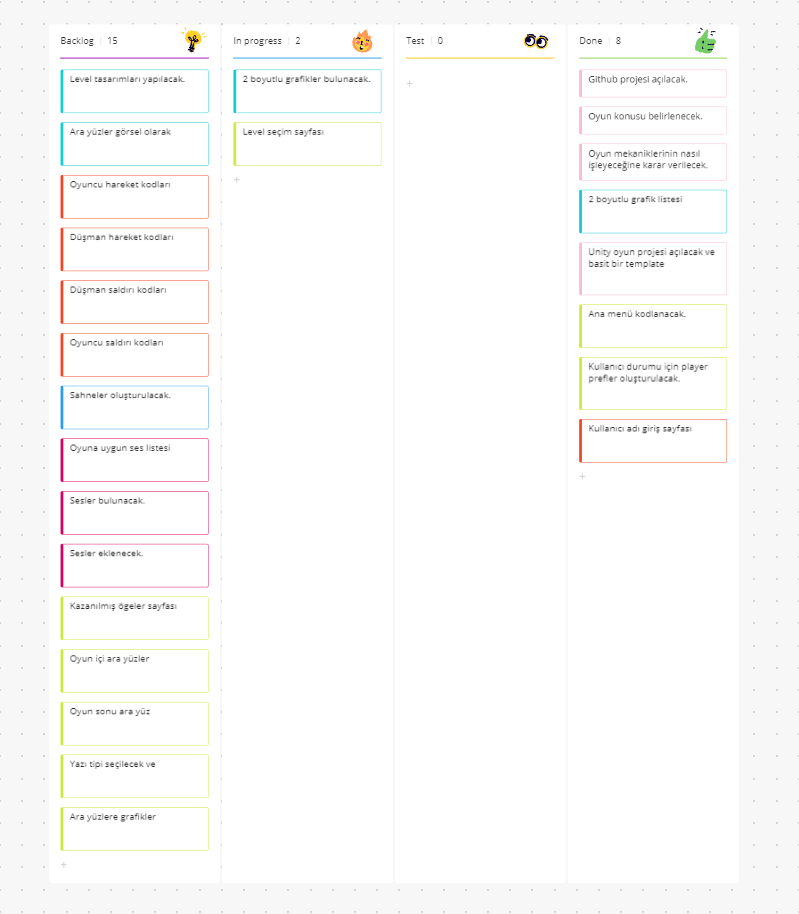 Backlog | 15
Level tasarımları yapılacak.
Ara yüzler görsel olarak
Oyuncu hareket kodları
Düşman hareket kodları
Düşman saldırı kodları
Oyuncu saldırı kodları
Sahneler oluşturulacak.
Oyuna uygun ses listesi
Sesler bulunacak.
Sesler eklenecek.
Kazanılmış ögeler sayfası
Oyun içi ara yüzler
Oyun sonu ara yüz
Yazı tipi seçilecek ve
Ara yüzlere grafikler
+
In progress | 2
2 boyutlu grafikler bulunacak.
Level seçim sayfası
+
Test | 0
+
Done | 8
Github projesi açılacak.
Oyun konusu belirlenecek.
Oyun mekaniklerinin nasıl
işleyeceğine karar verilecek.
2 boyutlu grafik listesi
Unity oyun projesi açılacak ve
basit bir template
Ana menü kodlanacak.
Kullanıcı durumu için player
prefler oluşturulacak.
Kullanıcı adı giriş sayfası
+